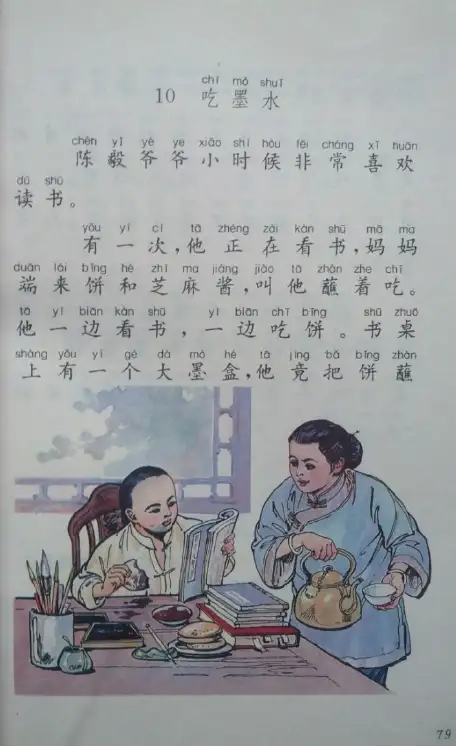 chī mò shuǐ
10 吃墨水
chén yì yé ye xiǎo shí hòu fēi cháng xǐ huān
陈毅爷爷小时候非常喜欢
dú shū
读书。
yǒu yí cì tā zhèng zài kàn shū mā ma
有一次，他正在看书，妈妈
duān lái bǐng hé zhī ma jiàng jiào tā zhàn zhe chī
端来饼和芝麻酱，叫他蘸着吃。
tā yì biān kàn shū yì biān chī bǐng shū zhuō
他一边看书，一边吃饼。书桌
shàng yǒu yí gè dà mò hé tā jìng bǎ bǐng zhàn
上有一个大墨盒，他竟把饼蘸
79